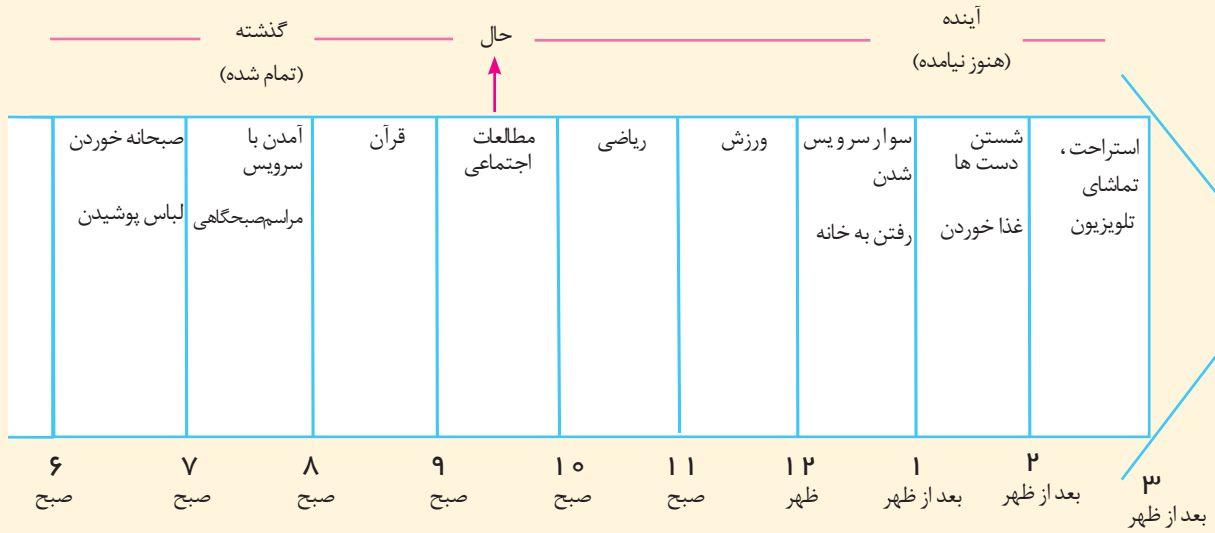 گذشته
(تمام شده)
حال
آینده
(هنوز نیامده)
صبحانه خوردن
لباس پوشیدن
آمدن با
سرویس
مراسم صبحگاهی
قرآن
مطالعات
اجتماعی
ریاضی
ورزش
سوار سرویس
شدن
رفتن به خانه
شستن
دست ها
غذا خوردن
استراحت،
تماشای
تلویزیون
۶
صبح
۷
صبح
۸
صبح
۹
صبح
۱۰
صبح
۱۱
صبح
۱۲
ظهر
۱
بعد از ظهر
۲
بعد از ظهر
۳
بعد از ظهر